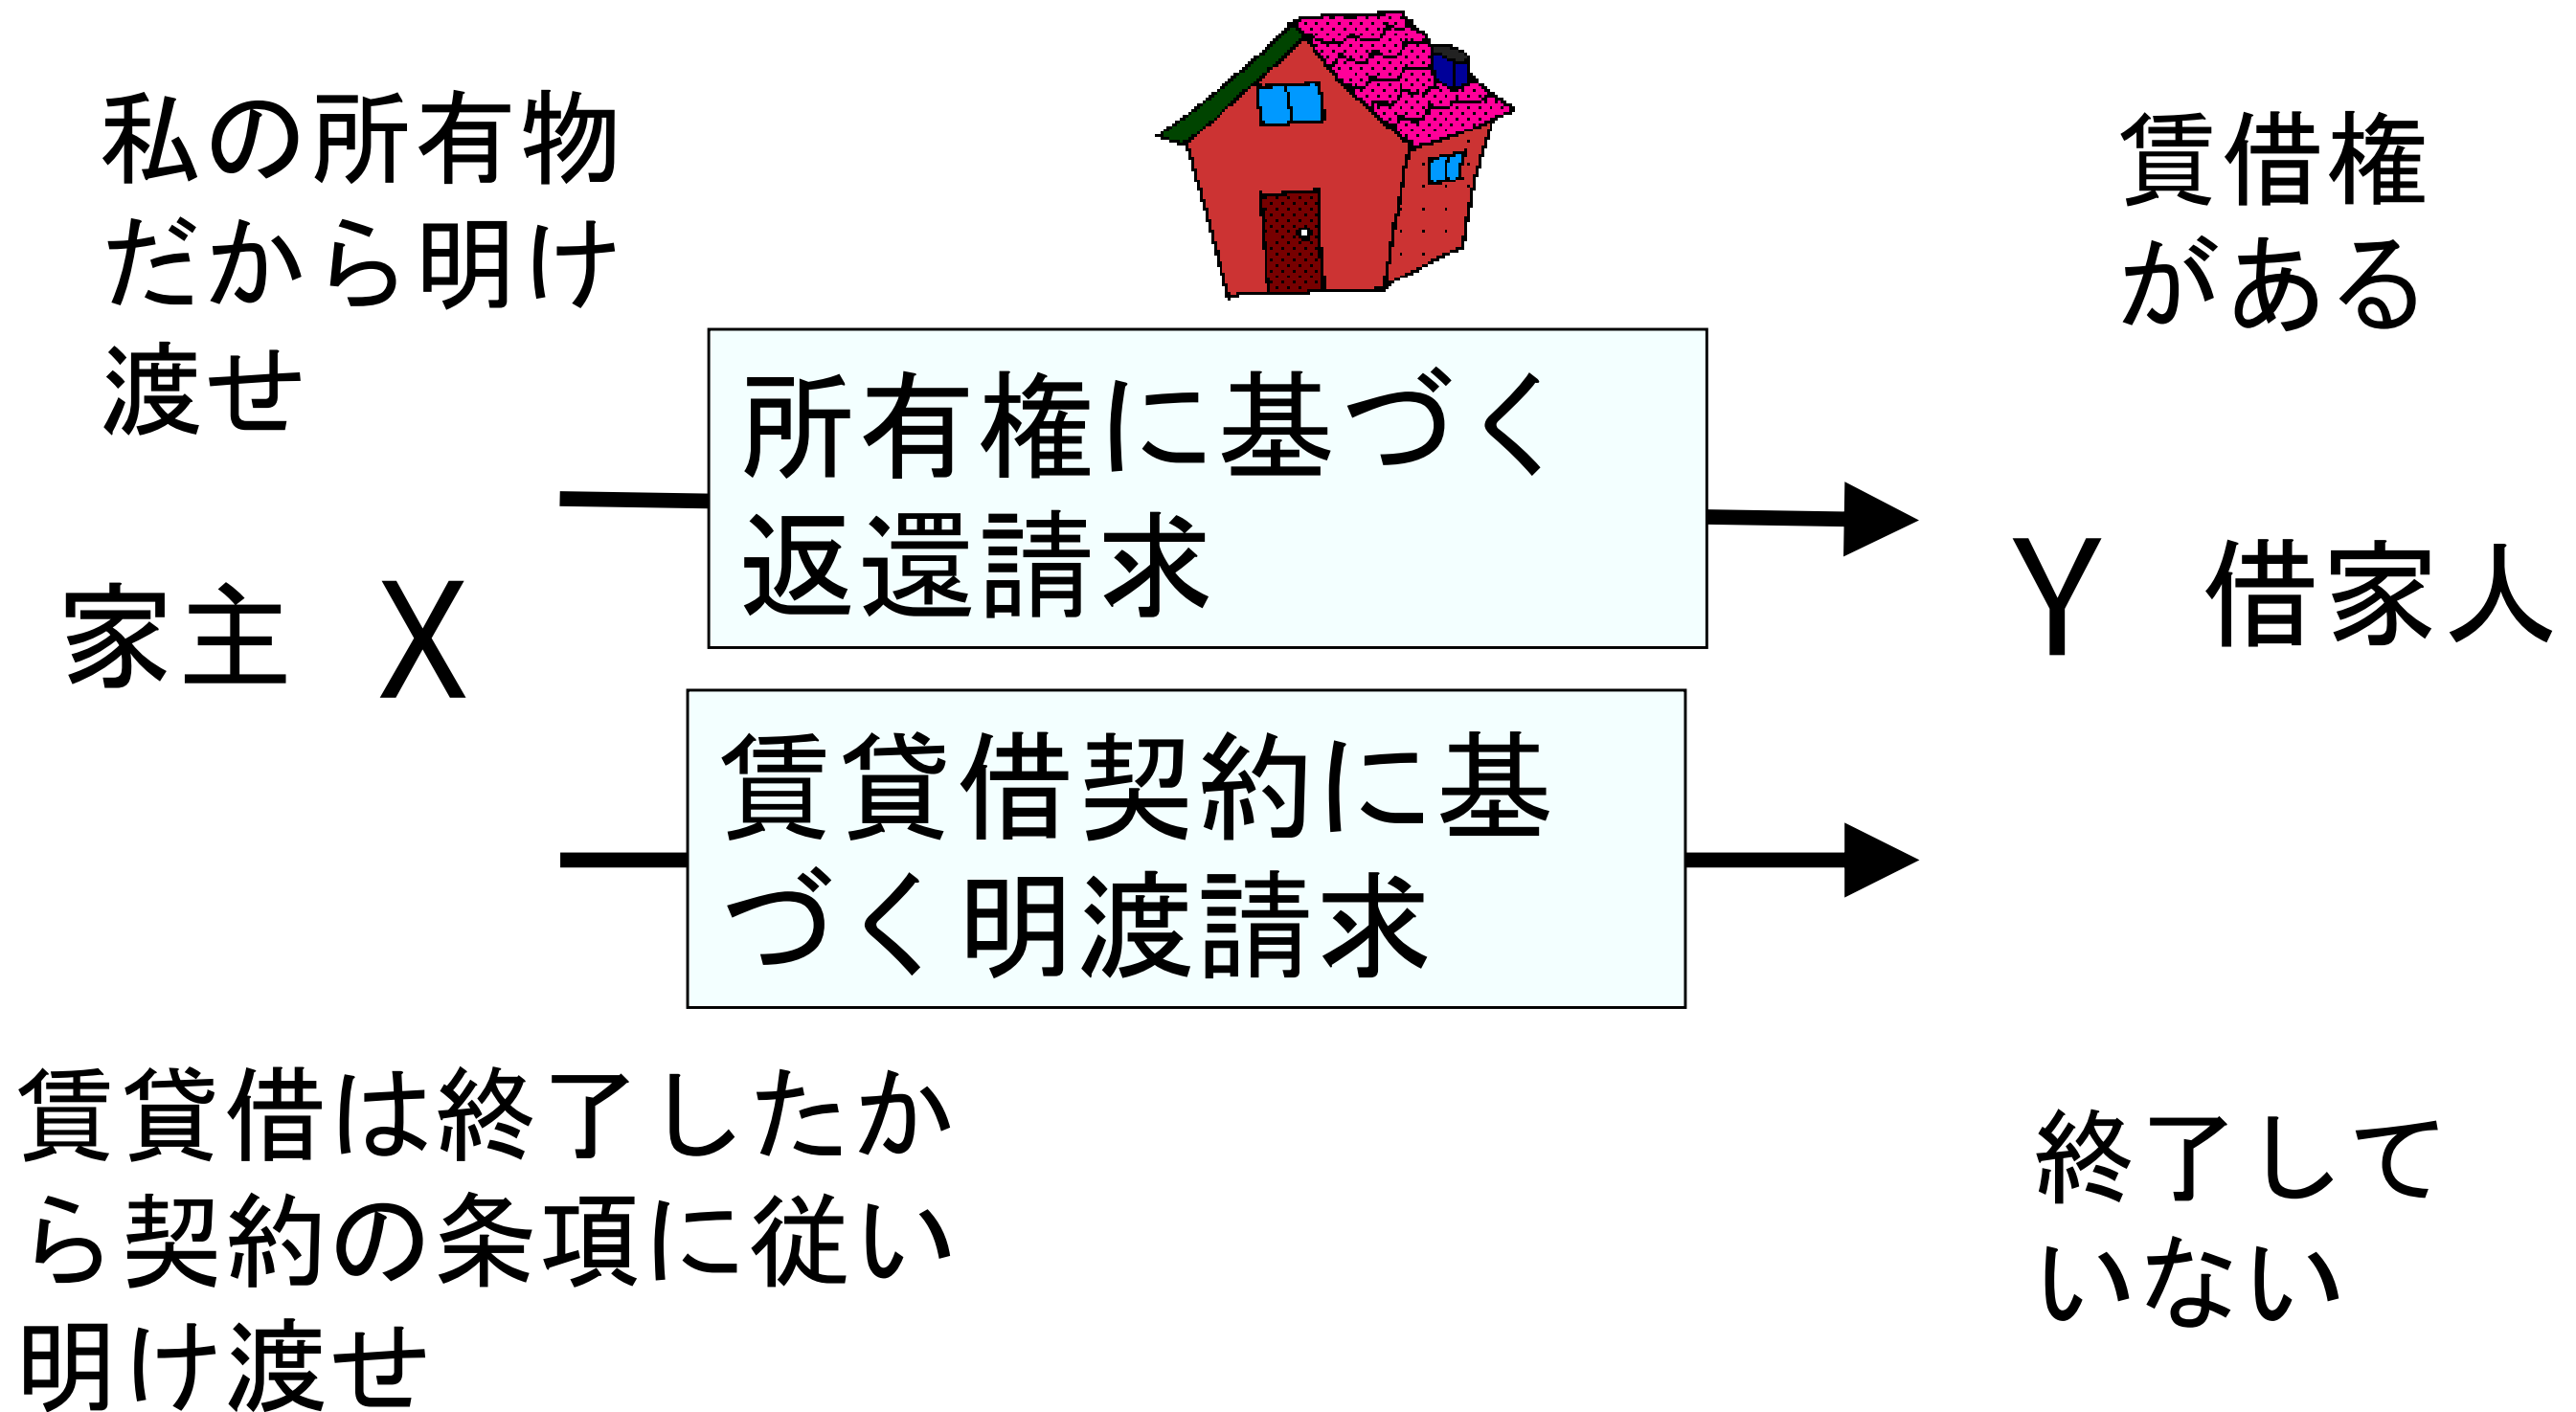 私の所有物
だから明け
渡せ
賃借権
がある
所有権に基づく
返還請求
家主 X
Y 借家人
賃貸借契約に基
づく明渡請求
賃貸借は終了したか
ら契約の条項に従い
明け渡せ
終了して
いない